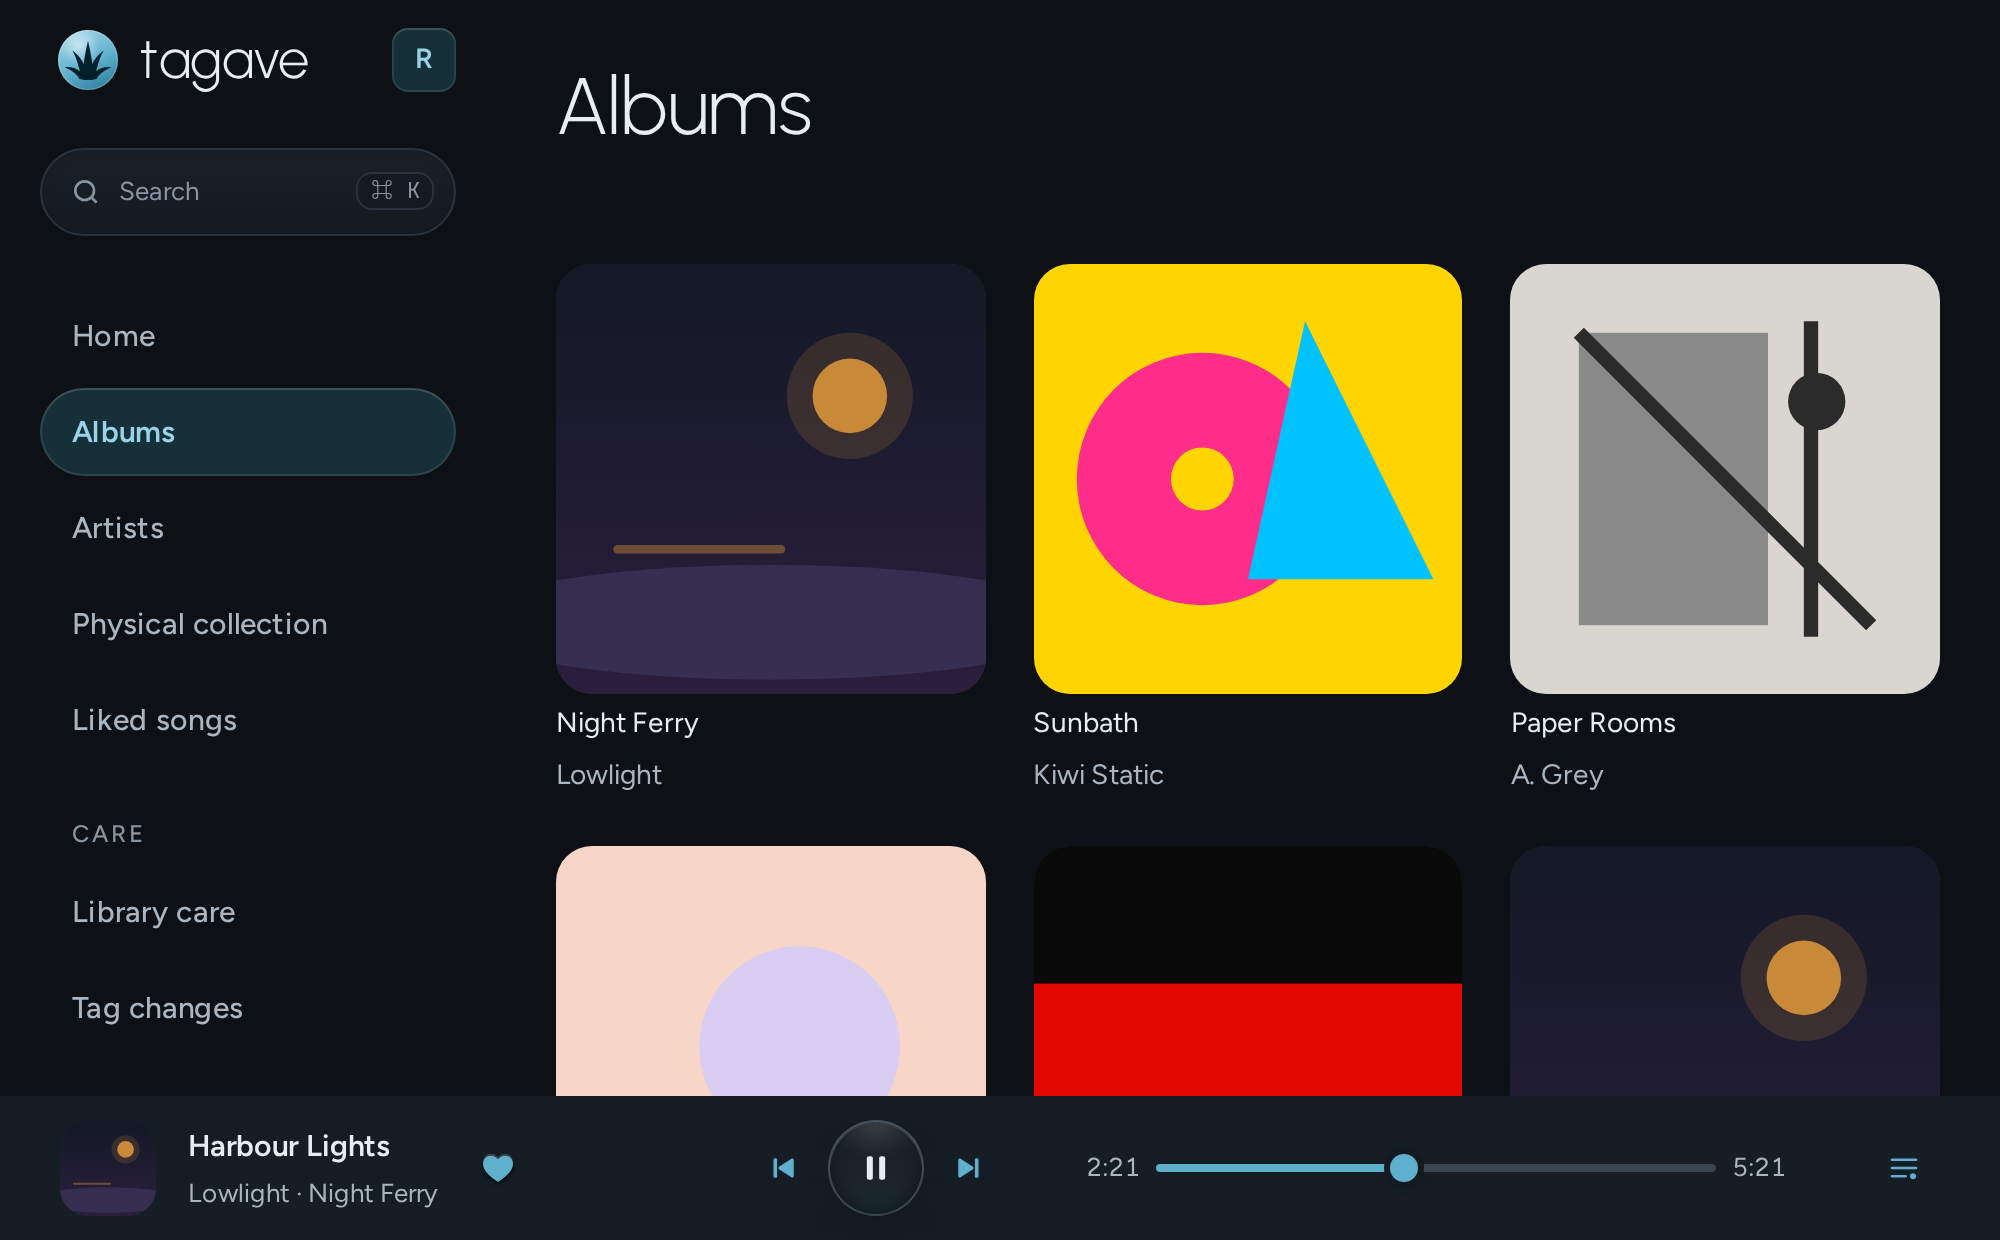 tagave
R
Search
⌘ K
Home
Albums
Artists
Physical collection
Liked songs
CARE
Library care
Tag changes
Albums
Night Ferry
Lowlight
Sunbath
Kiwi Static
Paper Rooms
A. Grey
Harbour Lights
Lowlight · Night Ferry
2:21
5:21